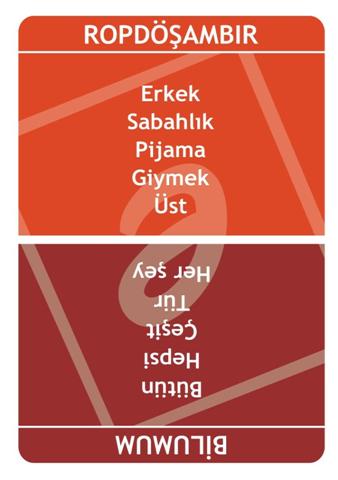 ROPDÖŞAMBIR
Erkek
Sabahlık
Pijama
Giymek
Üst
BİLUMUM
Bütün
Hepsi
Çeşit
Tür
Her şey